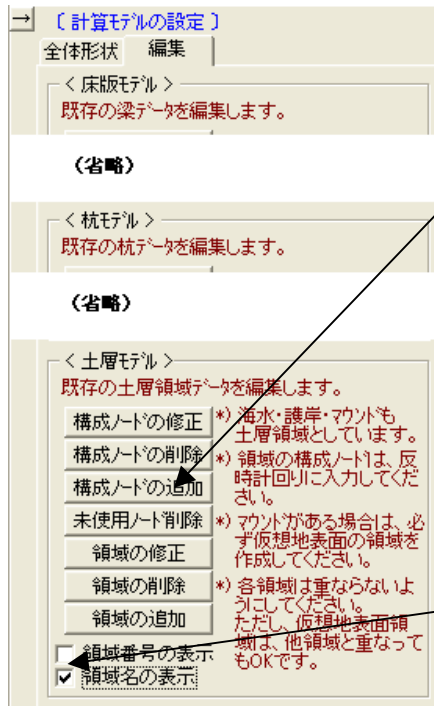 →
〔 計算ﾓﾃﾞﾙの設定 〕
全体形状 編集
＜ 床版ﾓﾃﾞﾙ ＞
既存の梁ﾃﾞｰﾀを編集します。
（省略）
＜ 杭ﾓﾃﾞﾙ ＞
既存の杭ﾃﾞｰﾀを編集します。
（省略）
＜ 土層ﾓﾃﾞﾙ ＞
既存の土層領域ﾃﾞｰﾀを編集します。
構成ﾉｰﾄﾞの修正
構成ﾉｰﾄﾞの削除
構成ﾉｰﾄﾞの追加
未使用ﾉｰﾄﾞ削除
領域の修正
領域の削除
領域の追加
*) 海水・護岸・ﾏｳﾝﾄﾞも
土層領域としています。
*) 領域の構成ﾉｰﾄﾞは、反
時計回りに入力してくだ
さい。
*) ﾏｳﾝﾄﾞがある場合は、必
ず仮想地表面の領域を
作成してください。
*) 各領域は重ならないよ
うにしてください。
ただし、仮想地表面領
域は、他領域と重なって
もOKです。
領域番号の表示
領域名の表示